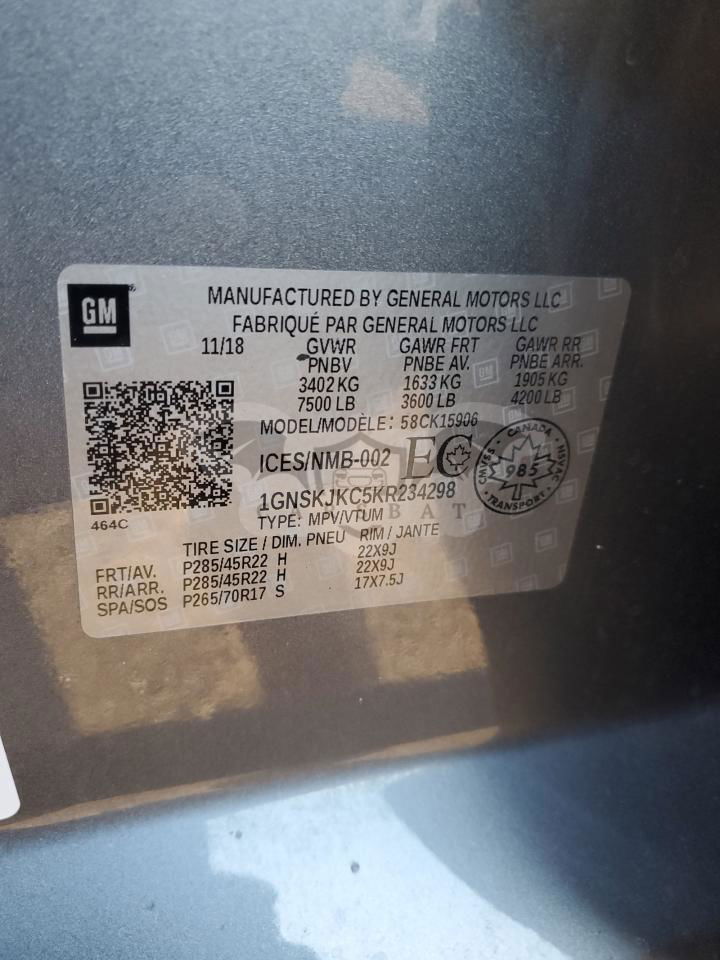 GM
MANUFACTURED BY GENERAL MOTORS LLC
FABRIQUÉ PAR GENERAL MOTORS LLC
11/18 GVWR GAWR FRT GAWR RR
PNBV PNBE AV. PNBE ARR.
3402 KG 1633 KG 1905 KG
7500 LB 3600 LB 4200 LB
MODEL/MODÈLE: 58CK15906
ICES/NMB-002 EC
CANADA
CMVSS 985 NSVAC
TRANSPORT
1GNSKJKC5KR234298
464C
TYPE: MPV/VTUM
TIRE SIZE / DIM. PNEU RIM / JANTE
FRT/AV. P285/45R22 H 22X9J
RR/ARR. P285/45R22 H 22X9J
SPA/SOS P265/70R17 S 17X7.5J